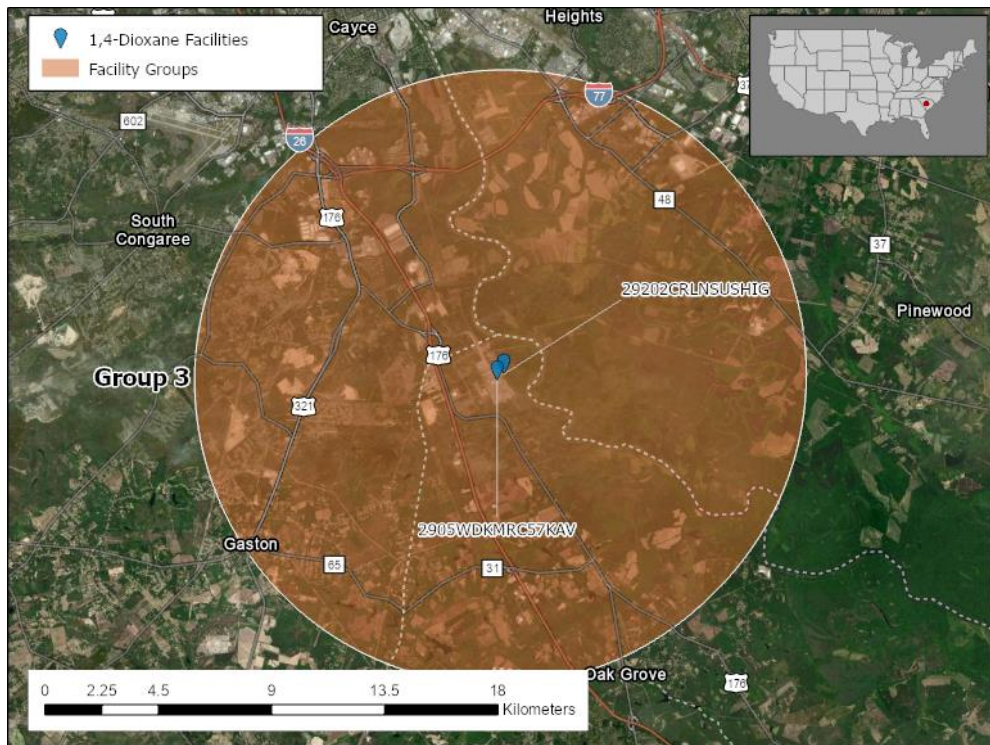 1,4-Dioxane Facilities
Facility Groups
Cayce
Heights
77
37
602
26
48
176
South
Congaree
37
29202CRLNSUSHIG
Pinewood
176
Group 3
321
2905WDKMRC57KAV
Gaston
65
31
Oak Grove
176
0 2.25 4.5 9 13.5 18
Kilometers